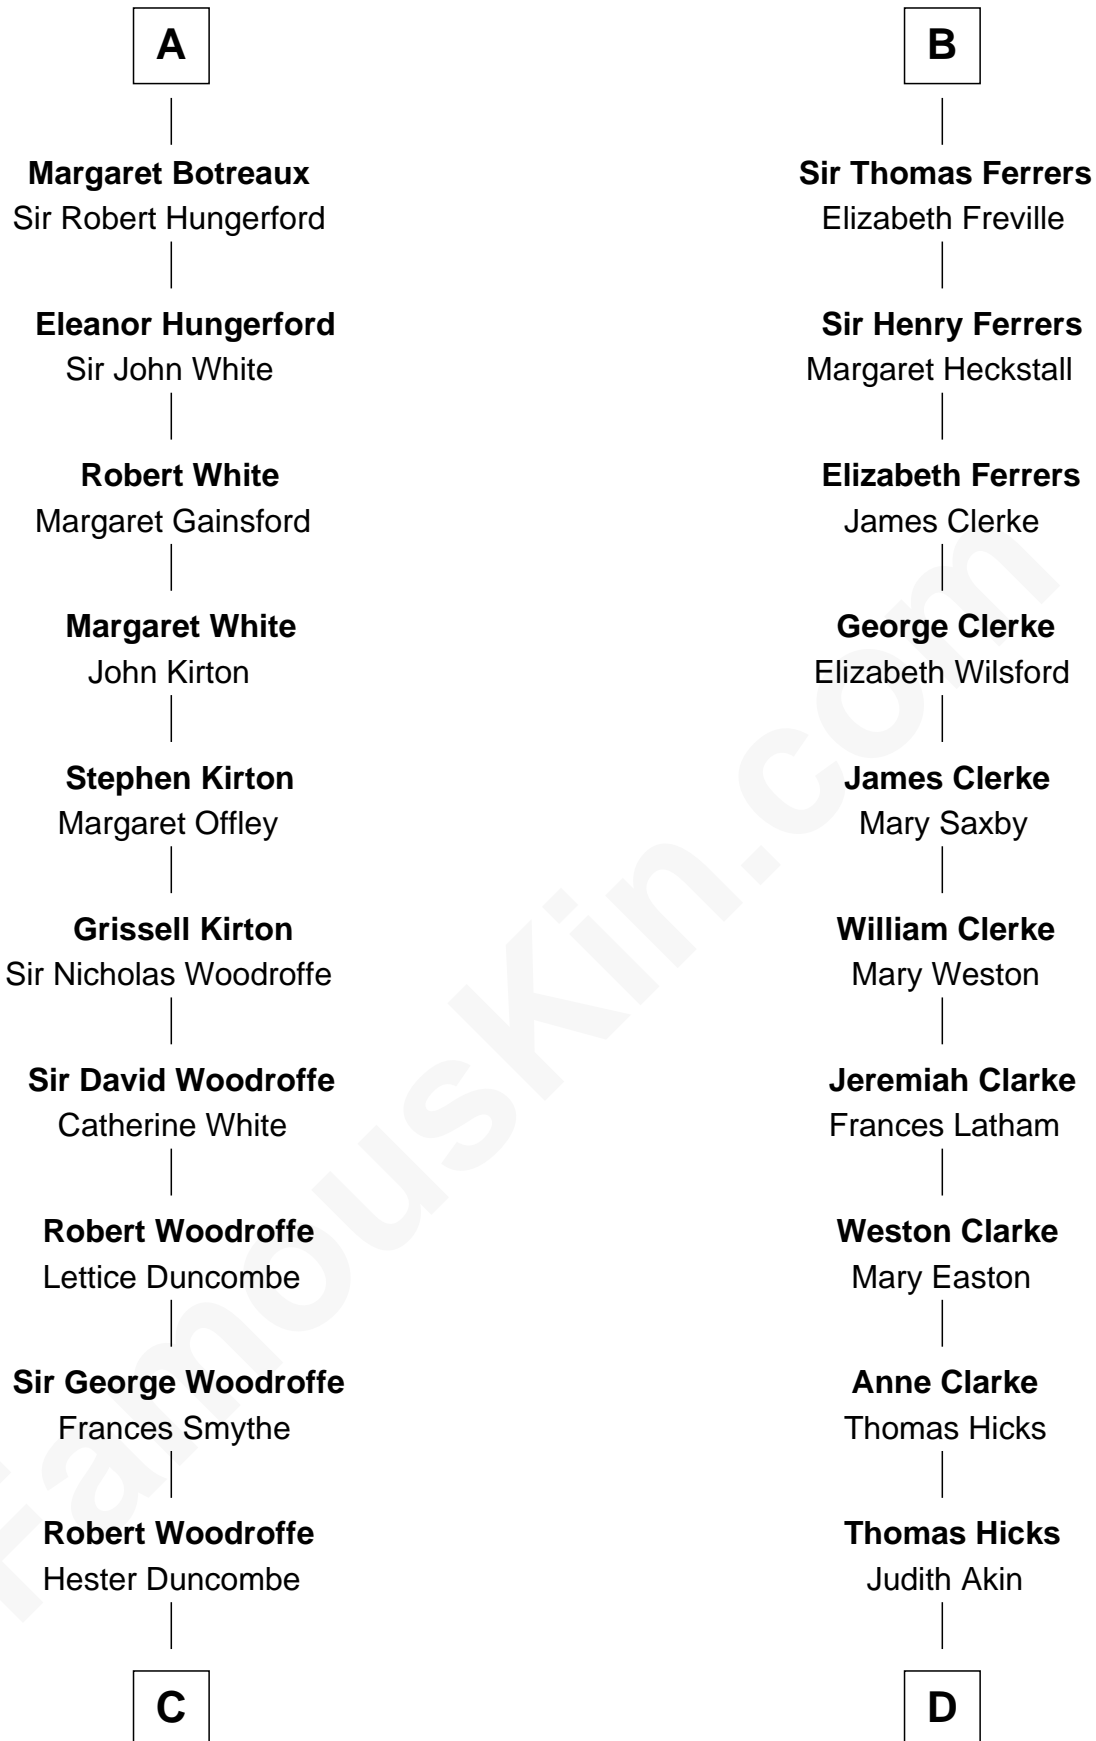 A
Margaret Botreaux
Sir Robert Hungerford
Eleanor Hungerford
Sir John White
Robert White
Margaret Gainsford
Margaret White
John Kirton
Stephen Kirton
Margaret Offley
Grissell Kirton
Sir Nicholas Woodroffe
Sir David Woodroffe
Catherine White
Robert Woodroffe
Lettice Duncombe
Sir George Woodroffe
Frances Smythe
Robert Woodroffe
Hester Duncombe
C
B
Sir Thomas Ferrers
Elizabeth Freville
Sir Henry Ferrers
Margaret Heckstall
Elizabeth Ferrers
James Clerke
George Clerke
Elizabeth Wilsford
James Clerke
Mary Saxby
William Clerke
Mary Weston
Jeremiah Clarke
Frances Latham
Weston Clarke
Mary Easton
Anne Clarke
Thomas Hicks
Thomas Hicks
Judith Akin
D
FamousKin.com